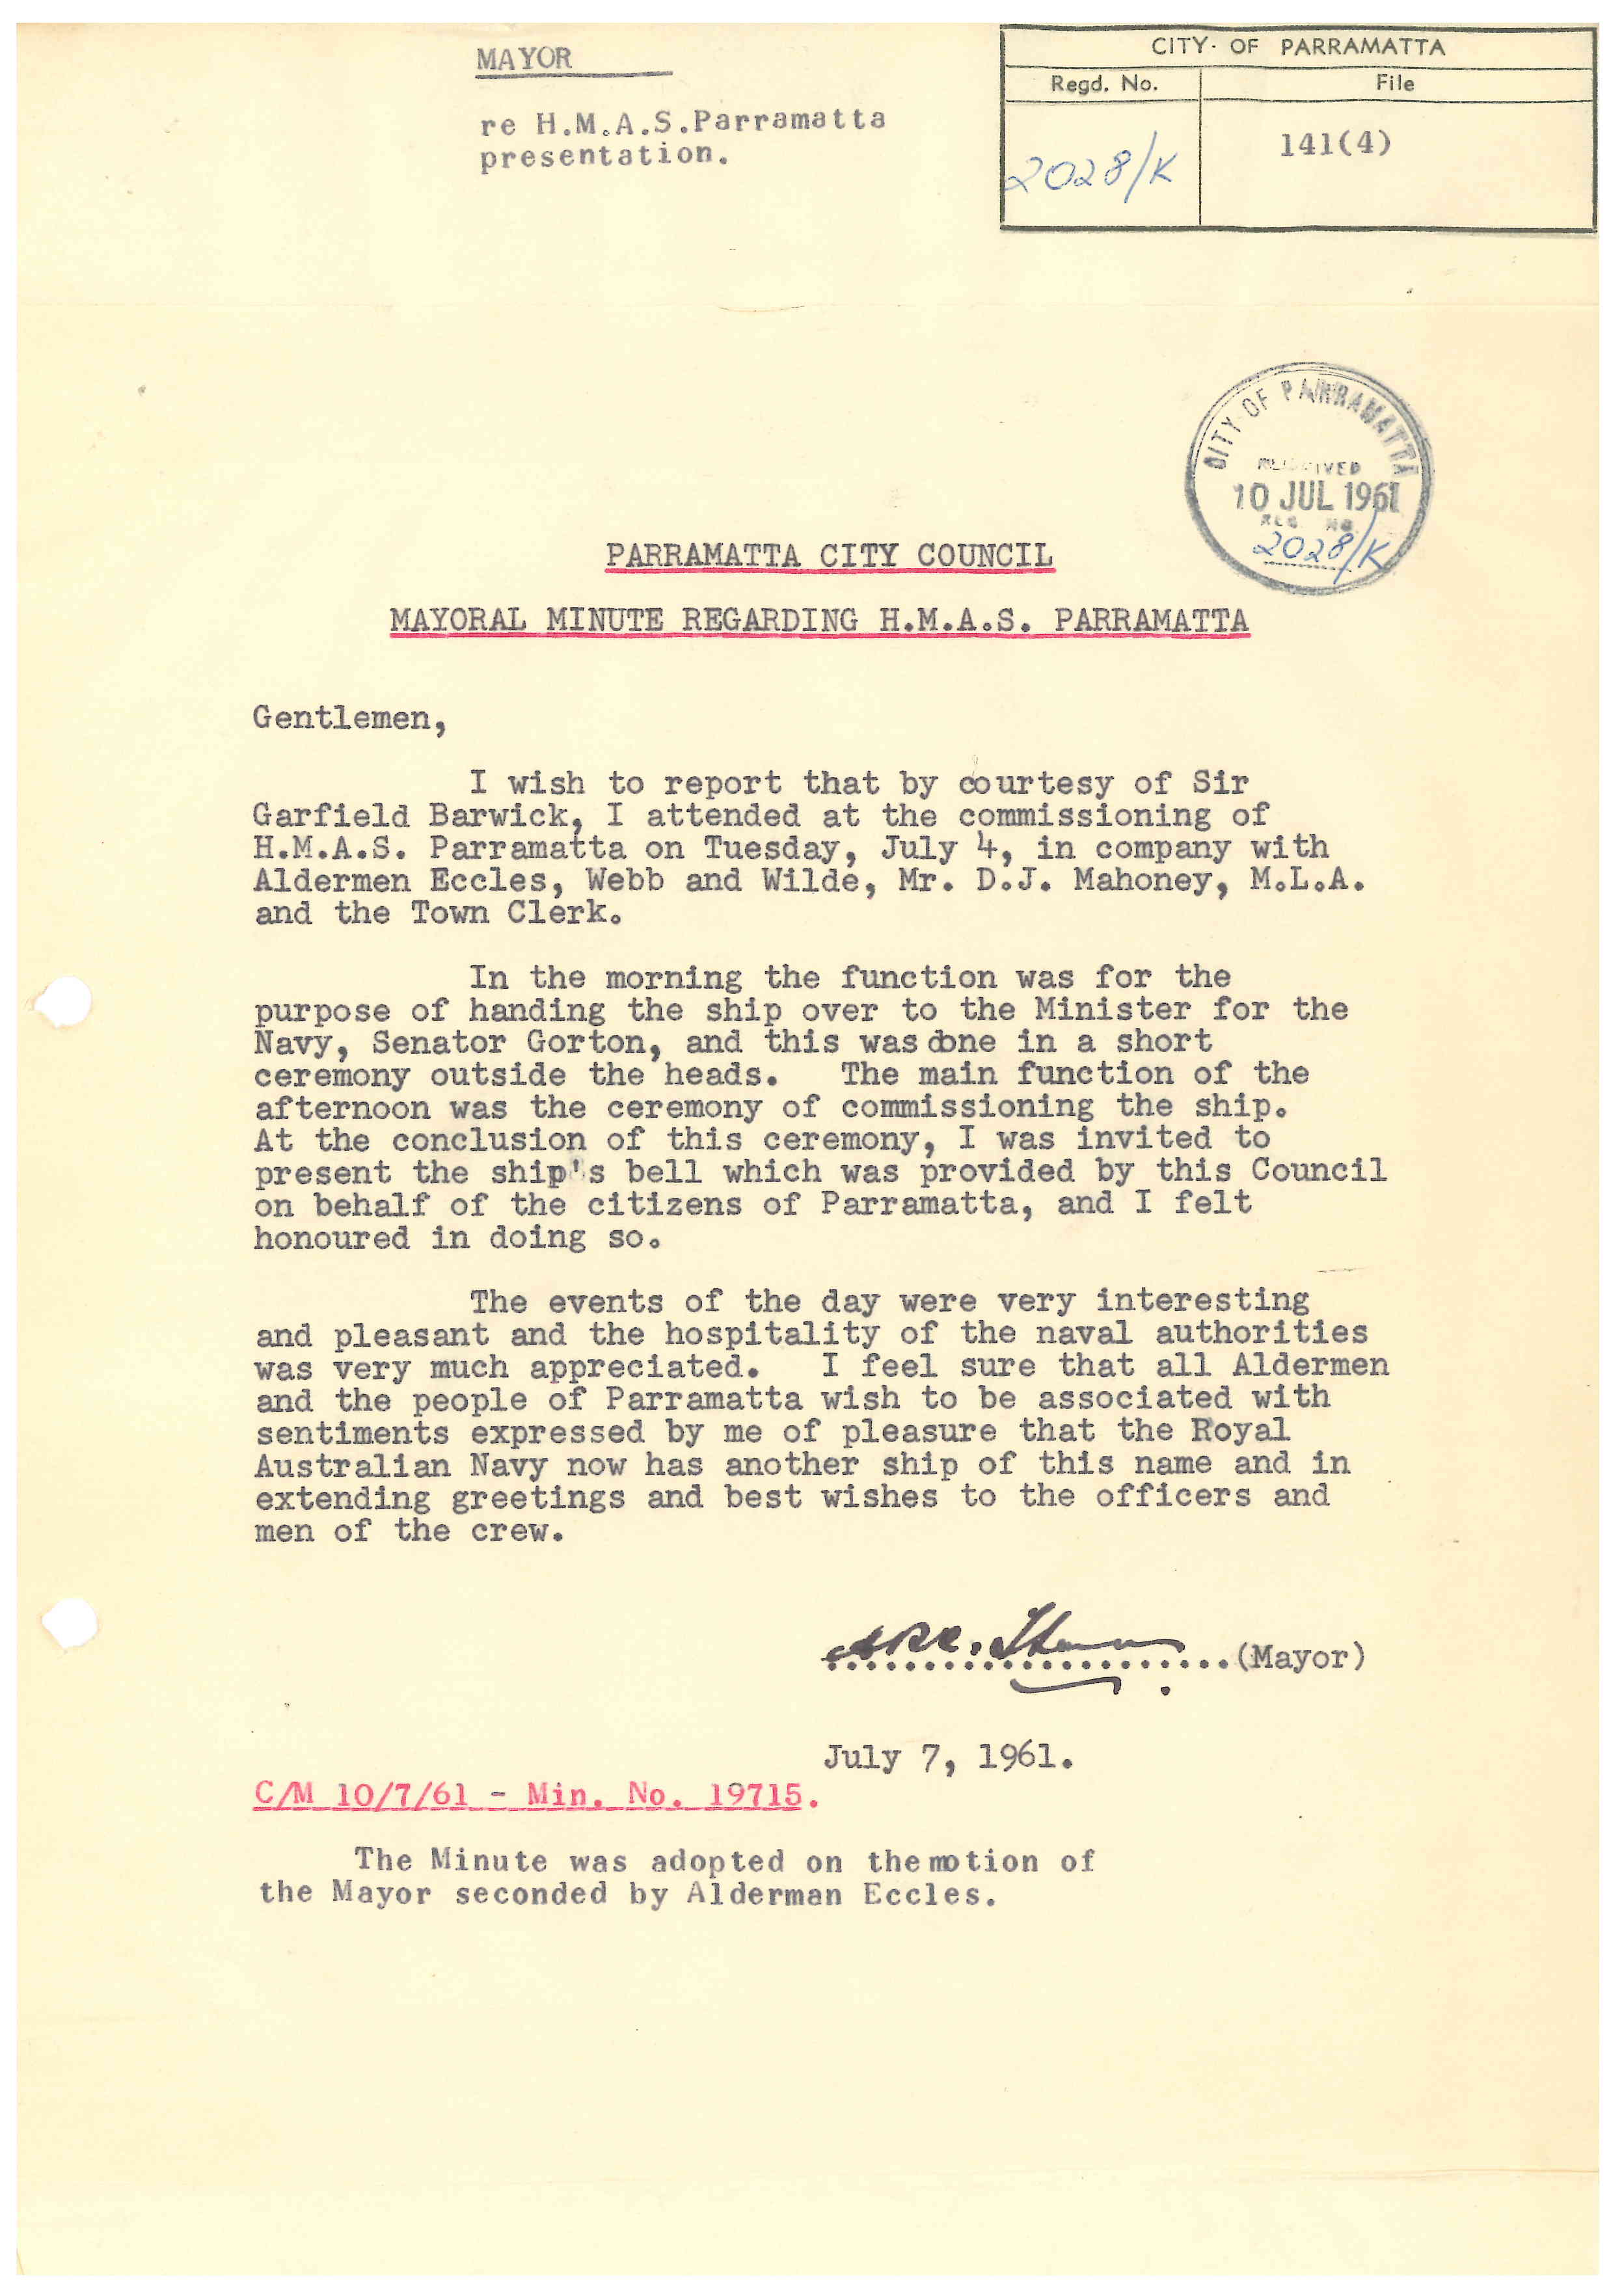 MAYOR
re H.M.A.S.Parramatta
presentation.
CITY· OF PARRAMATTA
Regd. No.
File
2028/K
141(4)
CITY OF PARRAMATTA
RECEIVED
10 JUL 1961
REG NO
2028/K
PARRAMATTA CITY COUNCIL
MAYORAL MINUTE REGARDING H.M.A.S. PARRAMATTA
Gentlemen,
I wish to report that by courtesy of Sir
Garfield Barwick, I attended at the commissioning of
H.M.A.S. Parramatta on Tuesday, July 4, in company with
Aldermen Eccles, Webb and Wilde, Mr. D.J. Mahoney, M.L.A.
and the Town Clerk.
In the morning the function was for the
purpose of handing the ship over to the Minister for the
Navy, Senator Gorton, and this was done in a short
ceremony outside the heads. The main function of the
afternoon was the ceremony of commissioning the ship.
At the conclusion of this ceremony, I was invited to
present the ship's bell which was provided by this Council
on behalf of the citizens of Parramatta, and I felt
honoured in doing so.
The events of the day were very interesting
and pleasant and the hospitality of the naval authorities
was very much appreciated. I feel sure that all Aldermen
and the people of Parramatta wish to be associated with
sentiments expressed by me of pleasure that the Royal
Australian Navy now has another ship of this name and in
extending greetings and best wishes to the officers and
men of the crew.
(Mayor)
July 7, 1961.
C/M 10/7/61 - Min. No. 19715.
The Minute was adopted on the motion of
the Mayor seconded by Alderman Eccles.